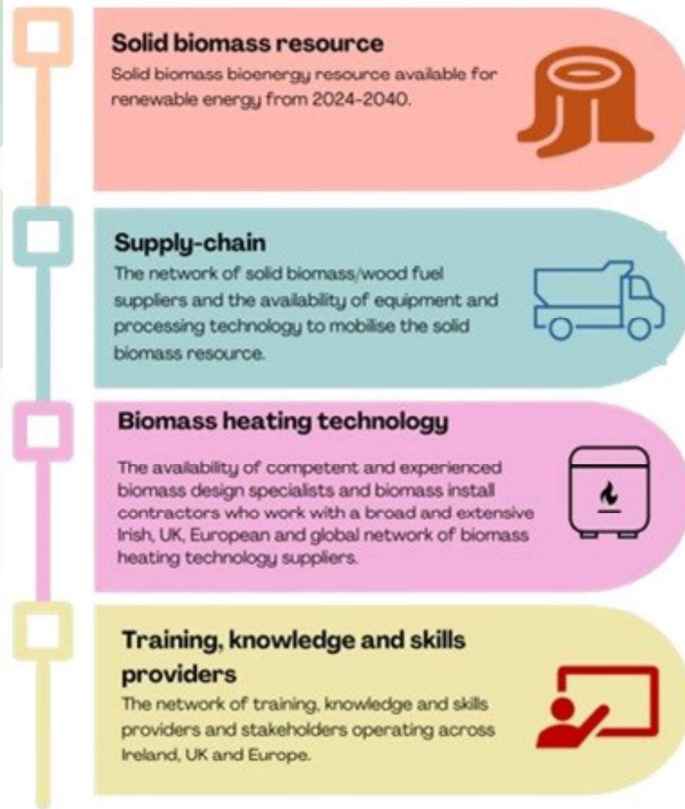 Solid biomass resource
Solid biomass bioenergy resource available for
renewable energy from 2024-2040.
Supply-chain
The network of solid biomass/wood fuel
suppliers and the availability of equipment and
processing technology to mobilise the solid
biomass resource.
Biomass heating technology
The availability of competent and experienced
biomass design specialists and biomass install
contractors who work with a broad and extensive
Irish, UK, European and global network of biomass
heating technology suppliers.
Training, knowledge and skills
providers
The network of training, knowledge and skills
providers and stakeholders operating across
Ireland, UK and Europe.